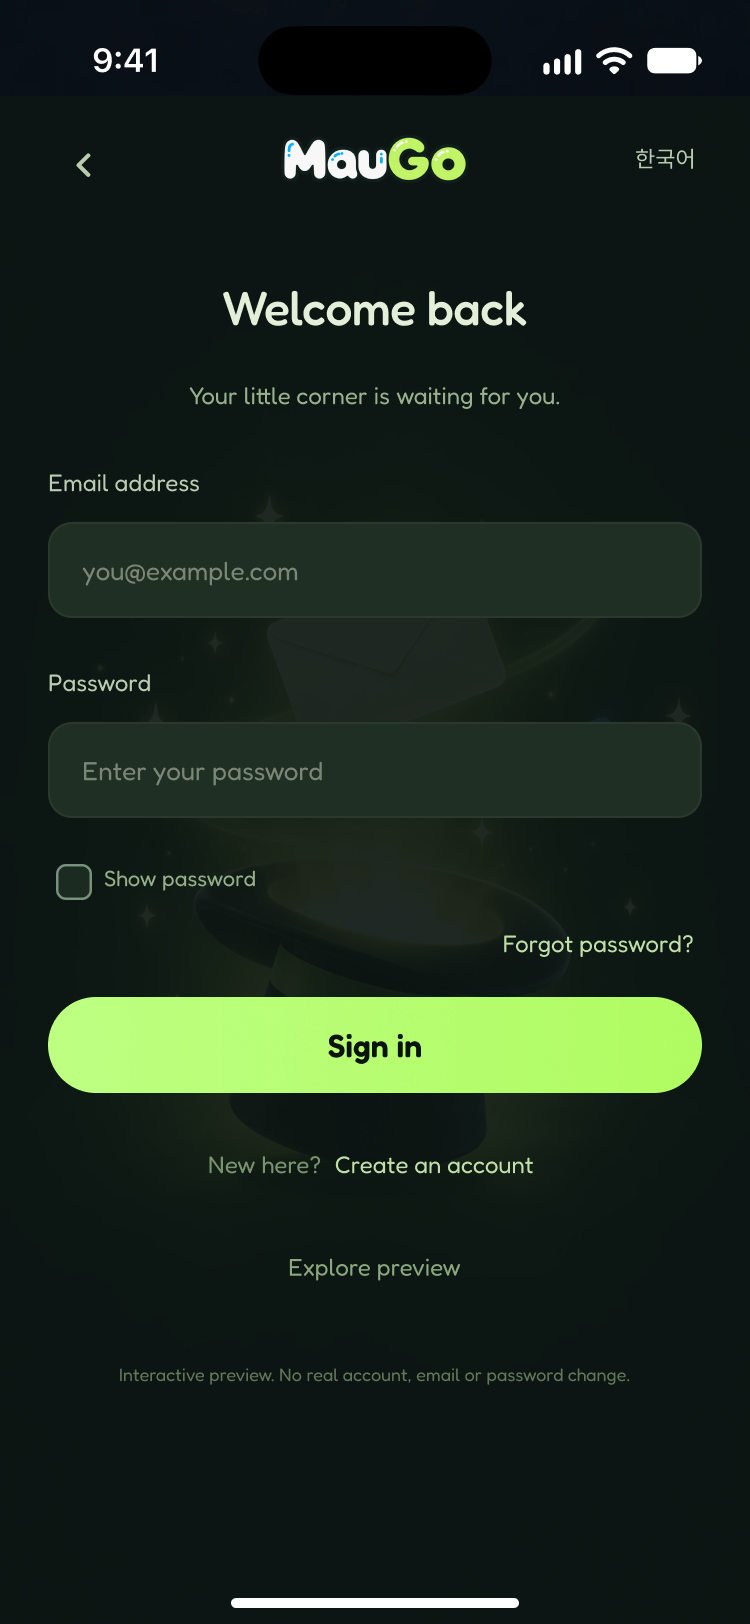 9:41
MauGo
한국어
Welcome back
Your little corner is waiting for you.
Email address
you@example.com
Password
Enter your password
Show password
Forgot password?
Sign in
New here? Create an account
Explore preview
Interactive preview. No real account, email or password change.